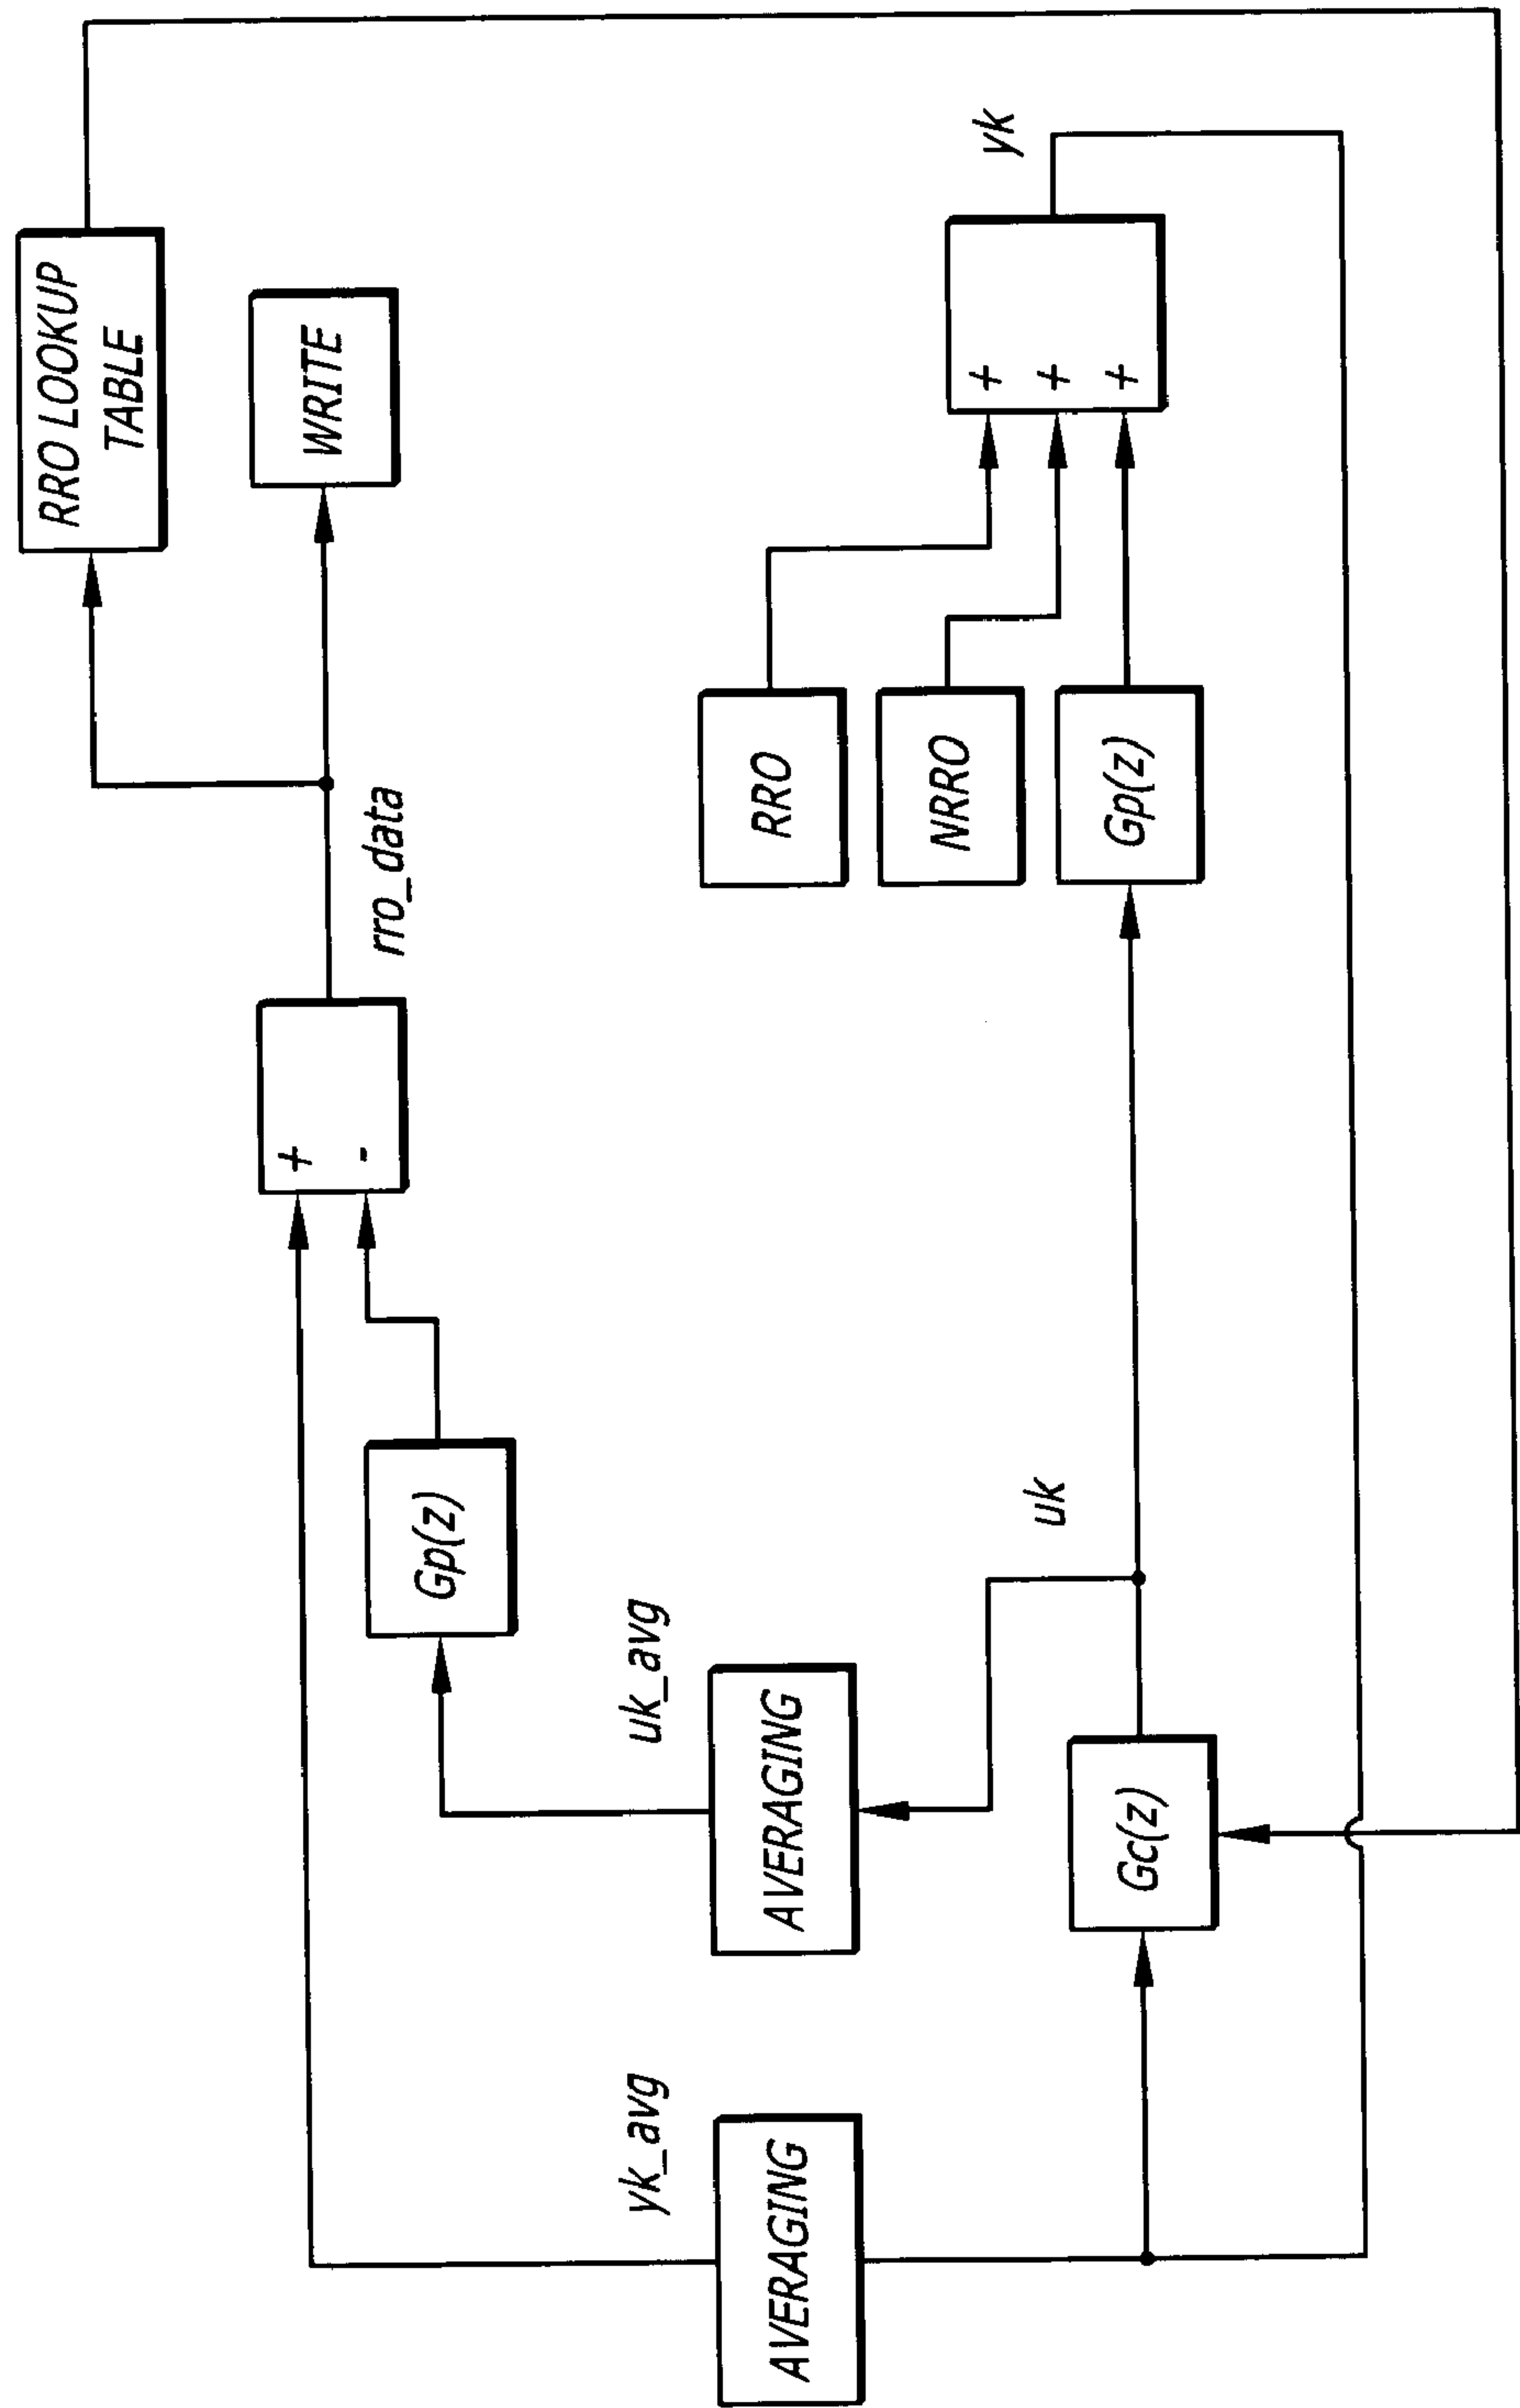 RRO LOOKUP
TABLE
WRITE
+
-
rro_data
Gp(z)
yk_avg
uk_avg
AVERAGING
AVERAGING
RRO
NRRO
Gp(z)
+
+
+
yk
uk
Gc(z)